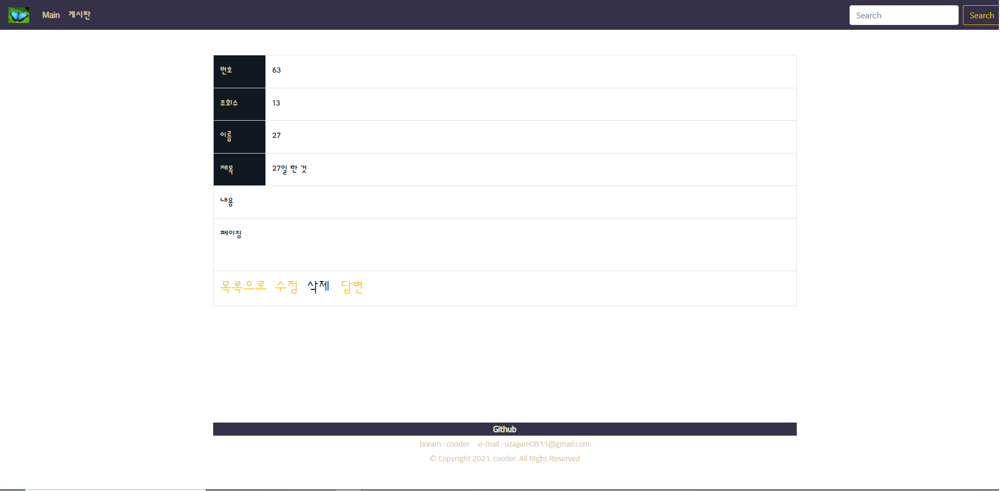 Main 게시판 Search Search
번호 63
조회수 13
이름 27
제목 27일 한 것
내용
페이징
목록으로 수정 삭제 답변
Github
boram : cooder e-mail : uzajjam0811@gmail.com
© Copyright 2021. cooder. All Right Reserved